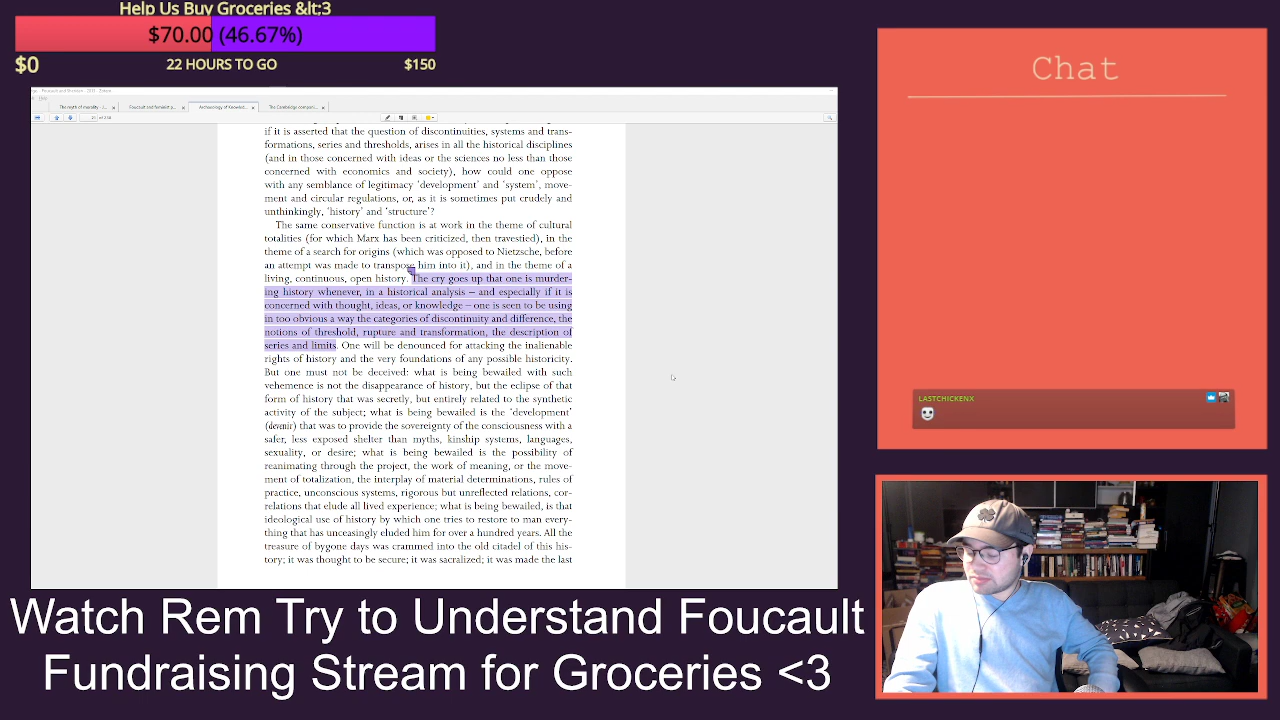 Help Us Buy Groceries &lt;3
$70.00 (46.67%)
$0
22 HOURS TO GO
$150
The myth of morality - J...
Foucault and feminist p...
Archaeology of Knowled...
The Cambridge compani...
if it is asserted that the question of discontinuities, systems and trans-
formations, series and thresholds, arises in all the historical disciplines
(and in those concerned with ideas or the sciences no less than those
concerned with economics and society), how could one oppose
with any semblance of legitimacy ‘development’ and ‘system’, move-
ment and circular regulations, or, as it is sometimes put crudely and
unthinkingly, ‘history’ and ‘structure’?
The same conservative function is at work in the theme of cultural
totalities (for which Marx has been criticized, then travestied), in the
theme of a search for origins (which was opposed to Nietzsche, before
an attempt was made to transpose him into it), and in the theme of a
living, continuous, open history. The cry goes up that one is murder-
ing history whenever, in a historical analysis – and especially if it is
concerned with thought, ideas, or knowledge – one is seen to be using
in too obvious a way the categories of discontinuity and difference, the
notions of threshold, rupture and transformation, the description of
series and limits. One will be denounced for attacking the inalienable
rights of history and the very foundations of any possible historicity.
But one must not be deceived: what is being bewailed with such
vehemence is not the disappearance of history, but the eclipse of that
form of history that was secretly, but entirely related to the synthetic
activity of the subject; what is being bewailed is the ‘development’
(devenir) that was to provide the sovereignty of the consciousness with a
safer, less exposed shelter than myths, kinship systems, languages,
sexuality, or desire; what is being bewailed is the possibility of
reanimating through the project, the work of meaning, or the move-
ment of totalization, the interplay of material determinations, rules of
practice, unconscious systems, rigorous but unreflected relations, cor-
relations that elude all lived experience; what is being bewailed, is that
ideological use of history by which one tries to restore to man every-
thing that has unceasingly eluded him for over a hundred years. All the
treasure of bygone days was crammed into the old citadel of this his-
tory; it was thought to be secure; it was sacralized; it was made the last
Chat
LASTCHICKENX
Watch Rem Try to Understand Foucault
Fundraising Stream for Groceries <3